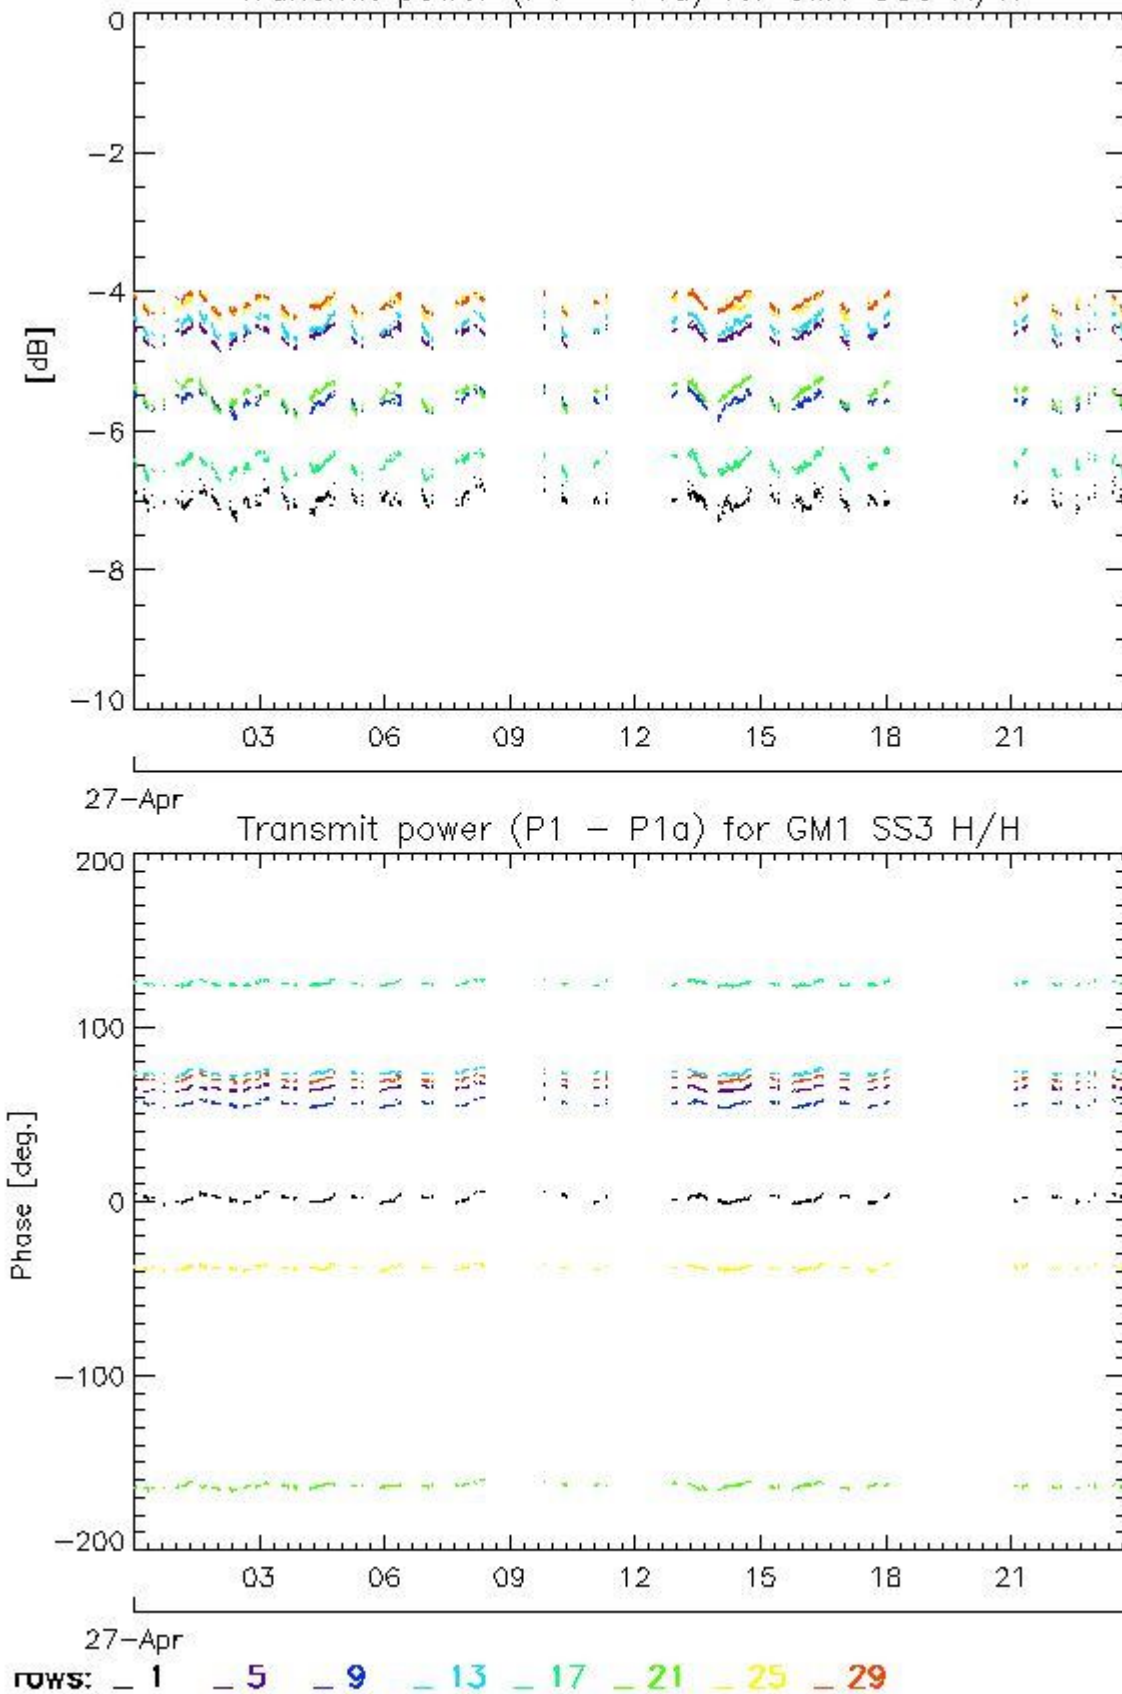 0
-2
-4
[dB]
-6
-8
-10
03 06 09 12 15 18 21
27-Apr
Transmit power (P1 - P1a) for GM1 SS3 H/H
200
100
Phase [deg.]
0
-100
-200
03 06 09 12 15 18 21
27-Apr
rows: _ 1 _ 5 _ 9 _ 13 _ 17 _ 21 _ 25 _ 29